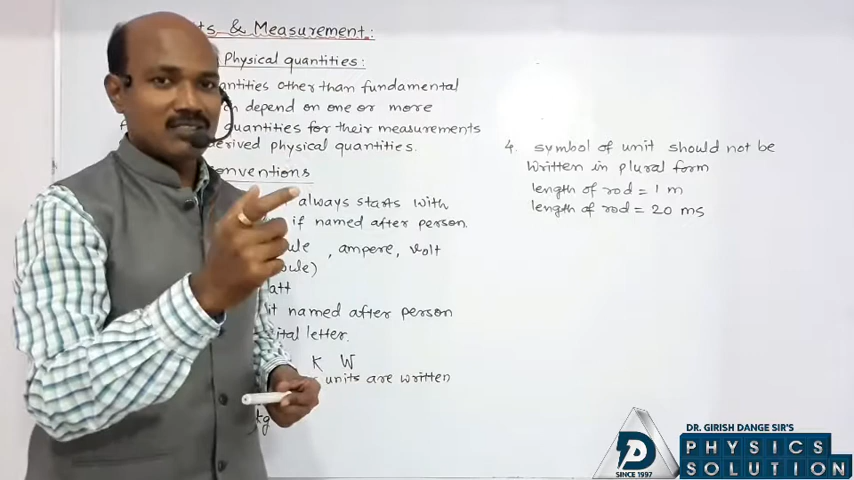 ts & Measurement:
Physical quantities:
antities other than fundamental
ch depend on one or more
quantities for their measurements
derived physical quantities.
onventions
always starts with
if named after person.
ule , ampere, volt
oule)
att
it named after person
ital letter.
K W
units are written
kg
4. symbol of unit should not be
written in plural form
length of rod = 1 m
length of rod = 20 ms
DR. GIRISH DANGE SIR'S
PHYSICS
SOLUTION
SINCE 1997